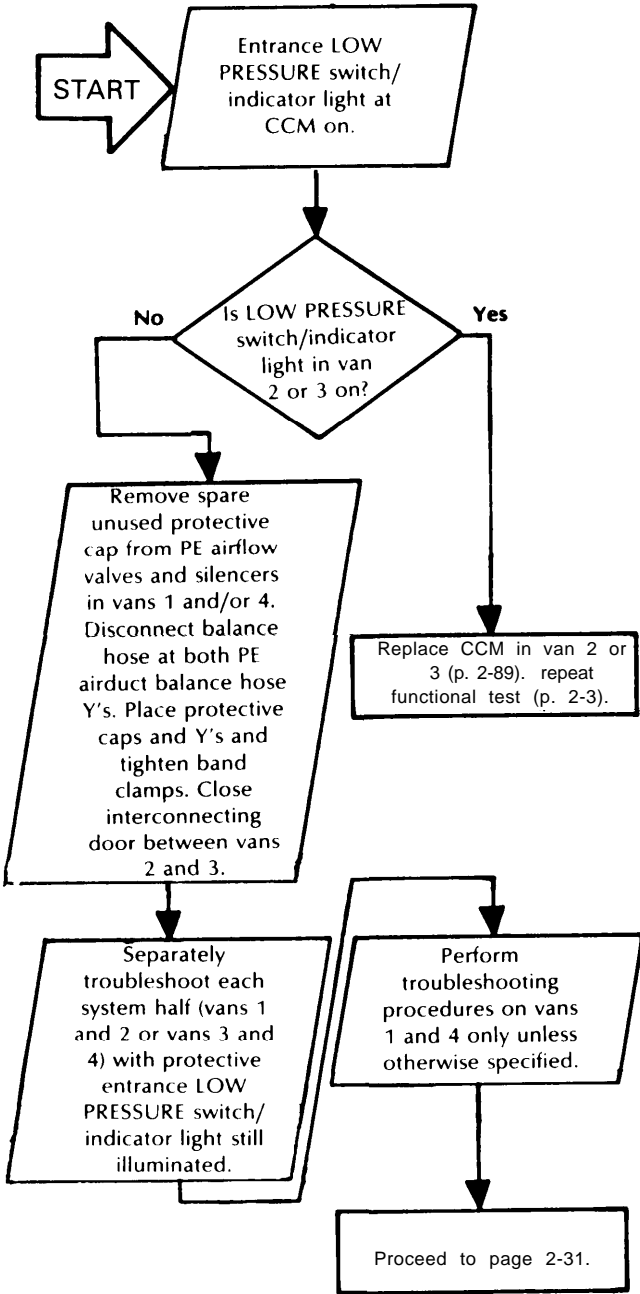 START
Entrance LOW
PRESSURE switch/
indicator light at
CCM on.
Is LOW PRESSURE
switch/indicator
light in van
2 or 3 on?
No
Yes
Remove spare
unused protective
cap from PE airflow
valves and silencers
in vans 1 and/or 4.
Disconnect balance
hose at both PE
airduct balance hose
Y's. Place protective
caps and Y's and
tighten band
clamps. Close
interconnecting
door between vans
2 and 3.
Replace CCM in van 2 or
3 (p. 2-89). repeat
functional test (p. 2-3).
Separately
troubleshoot each
system half (vans 1
and 2 or vans 3 and
4) with protective
entrance LOW
PRESSURE switch/
indicator light still
illuminated.
Perform
troubleshooting
procedures on vans
1 and 4 only unless
otherwise specified.
Proceed to page 2-31.